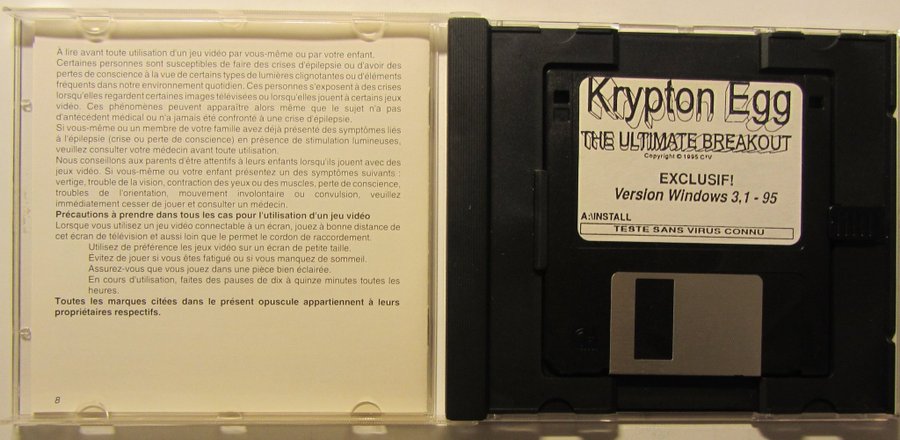 À lire avant toute utilisation d'un jeu vidéo par vous-même ou par votre enfant.
Certaines personnes sont susceptibles de faire des crises d'épilepsie ou d'avoir des
pertes de conscience à la vue de certains types de lumières clignotantes ou d'éléments
fréquents dans notre environnement quotidien. Ces personnes s'exposent à des crises
lorsqu'elles regardent certaines images télévisées ou lorsqu'elles jouent à certains jeux
vidéo. Ces phénomènes peuvent apparaître alors même que le sujet n'a pas
d'antécédent médical ou n'a jamais été confronté à une crise d'épilepsie.
Si vous-même ou un membre de votre famille avez déjà présenté des symptômes liés
à l'épilepsie (crise ou perte de conscience) en présence de stimulation lumineuses,
veuillez consulter votre médecin avant toute utilisation.
Nous conseillons aux parents d'être attentifs à leurs enfants lorsqu'ils jouent avec des
jeux vidéo. Si vous-même ou votre enfant présentez un des symptômes suivants :
vertige, trouble de la vision, contraction des yeux ou des muscles, perte de conscience,
troubles de l'orientation, mouvement involontaire ou convulsion, veuillez
immédiatement cesser de jouer et consulter un médecin.
Précautions à prendre dans tous les cas pour l'utilisation d'un jeu vidéo
Lorsque vous utilisez un jeu vidéo connectable à un écran, jouez à bonne distance de
cet écran de télévision et aussi loin que le permet le cordon de raccordement.
Utilisez de préférence les jeux vidéo sur un écran de petite taille.
Evitez de jouer si vous êtes fatigué ou si vous manquez de sommeil.
Assurez-vous que vous jouez dans une pièce bien éclairée.
En cours d'utilisation, faites des pauses de dix à quinze minutes toutes les
heures.
Toutes les marques citées dans le présent opuscule appartiennent à leurs
propriétaires respectifs.
8
Krypton Egg
THE ULTIMATE BREAKOUT
Copyright © 1995 CIV
EXCLUSIF!
Version Windows 3,1 - 95
A:\INSTALL
TESTE SANS VIRUS CONNU